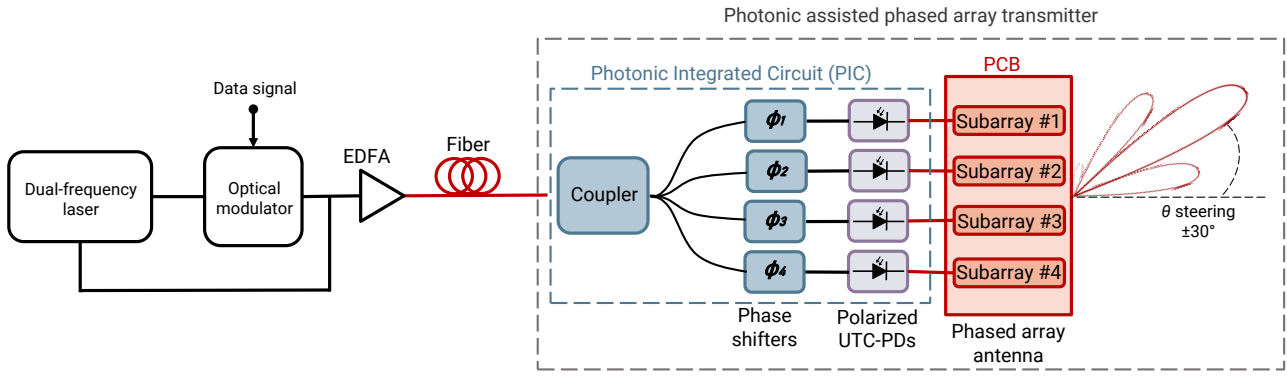 Photonic assisted phased array transmitter
Photonic Integrated Circuit (PIC)
PCB
Data signal
Dual-frequency
laser
Optical
modulator
EDFA
Fiber
Coupler
ϕ1
ϕ2
ϕ3
ϕ4
Subarray #1
Subarray #2
Subarray #3
Subarray #4
θ steering
±30°
Phase
shifters
Polarized
UTC-PDs
Phased array
antenna